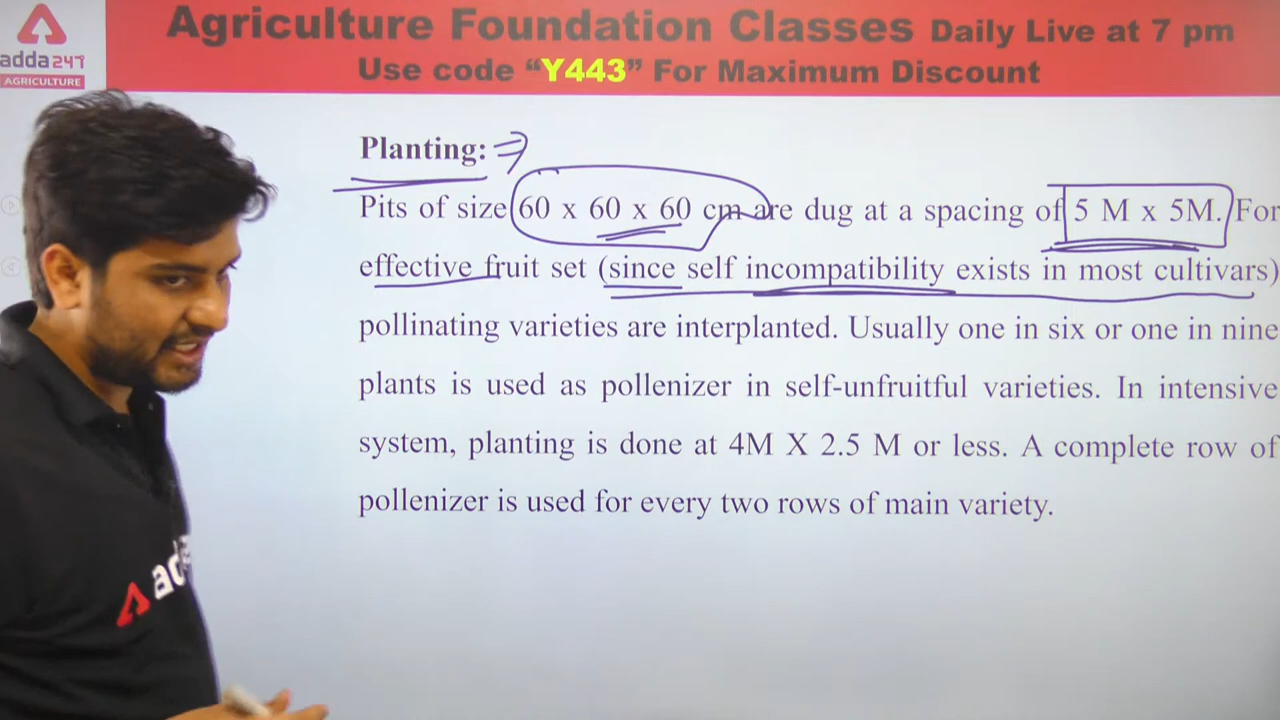 Agriculture Foundation Classes Daily Live at 7 pm
Use code “Y443” For Maximum Discount
adda247
AGRICULTURE
Planting:
Pits of size 60 x 60 x 60 cm are dug at a spacing of 5 M x 5M. For
effective fruit set (since self incompatibility exists in most cultivars)
pollinating varieties are interplanted. Usually one in six or one in nine
plants is used as pollenizer in self-unfruitful varieties. In intensive
system, planting is done at 4M X 2.5 M or less. A complete row of
pollenizer is used for every two rows of main variety.